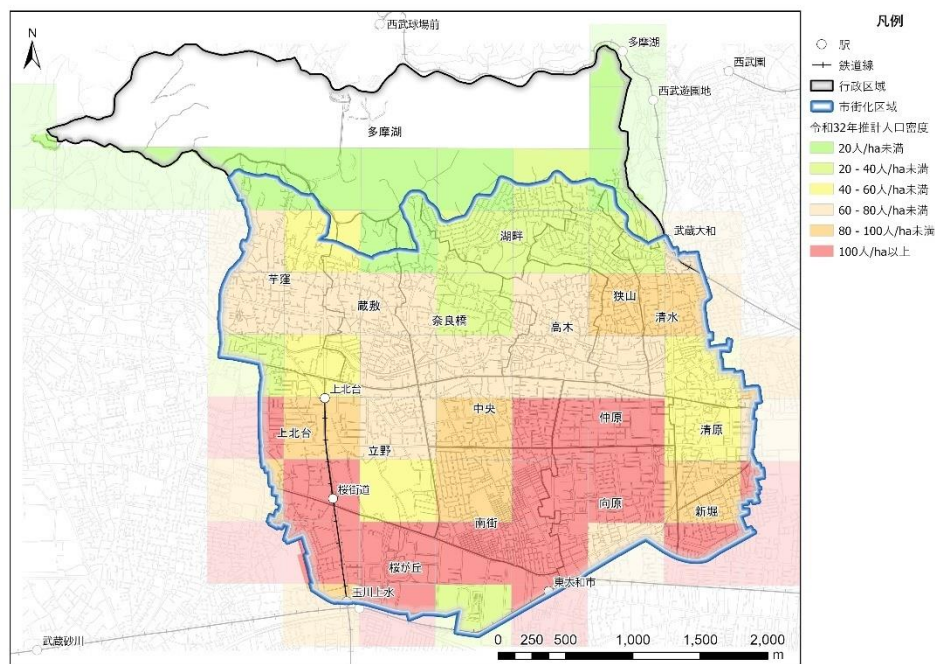 西武球場前
N
多摩湖
西武園
西武遊園地
多摩湖
湖畔
武蔵大和
芋窪
蔵敷
奈良橋
高木
狭山
清水
上北台
上北台
立野
中央
仲原
清原
桜街道
南街
向原
新堀
桜が丘
東大和市
玉川上水
武蔵砂川
0 250 500 1,000 1,500 2,000
m
凡例
駅
鉄道線
行政区域
市街化区域
令和32年推計人口密度
20人/ha未満
20 - 40人/ha未満
40 - 60人/ha未満
60 - 80人/ha未満
80 - 100人/ha未満
100人/ha以上